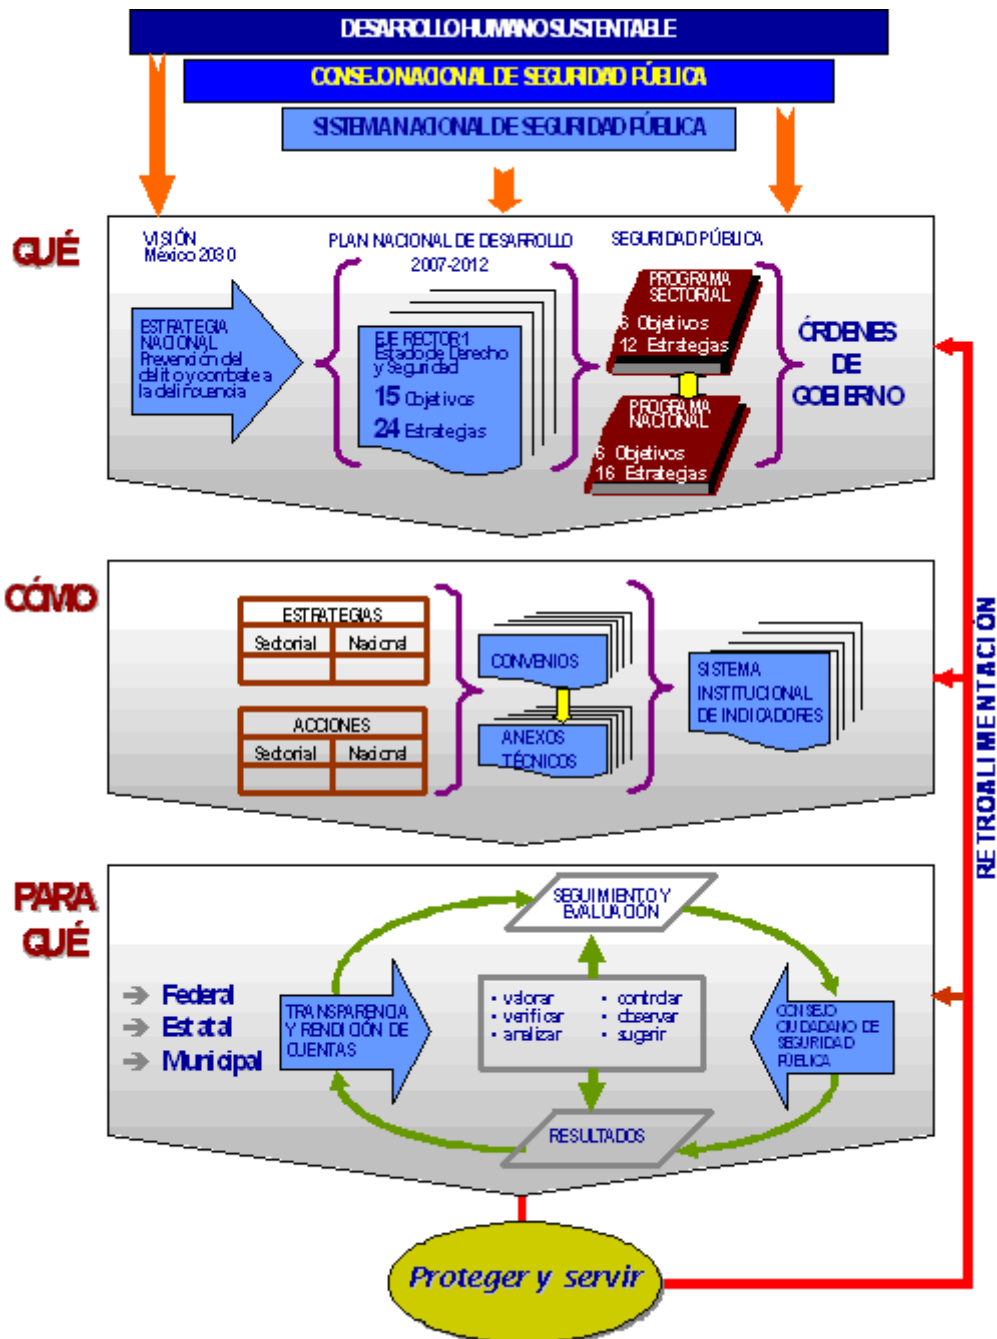 DESARROLLO HUMANO SUSTENTABLE
CONSEJO NACIONAL DE SEGURIDAD PÚBLICA
SISTEMA NACIONAL DE SEGURIDAD PÚBLICA
QUÉ
VISIÓN
México 2030
ESTRATEGIA
NACIONAL
Prevención del
delito y combate a
la delincuencia
PLAN NACIONAL DE DESARROLLO
2007-2012
EJE RECTOR 1
Estado de Derecho
y Seguridad
15 Objetivos
24 Estrategias
SEGURIDAD PÚBLICA
PROGRAMA
SECTORIAL
6 Objetivos
12 Estrategias
PROGRAMA
NACIONAL
6 Objetivos
16 Estrategias
ÓRDENES
DE
GOBIERNO
CÓMO
ESTRATEGIAS
Sectorial Nacional
ACCIONES
Sectorial Nacional
CONVENIOS
ANEXOS
TÉCNICOS
SISTEMA
INSTITUCIONAL
DE INDICADORES
RETROALIMENTACIÓN
PARA
QUÉ
Federal
Estatal
Municipal
TRANSPARENCIA
Y RENDICIÓN DE
CUENTAS
SEGUIMIENTO Y
EVALUACIÓN
• valorar • controlar
• verificar • observar
• analizar • sugerir
RESULTADOS
CONSEJO
CIUDADANO DE
SEGURIDAD
PÚBLICA
Proteger y servir